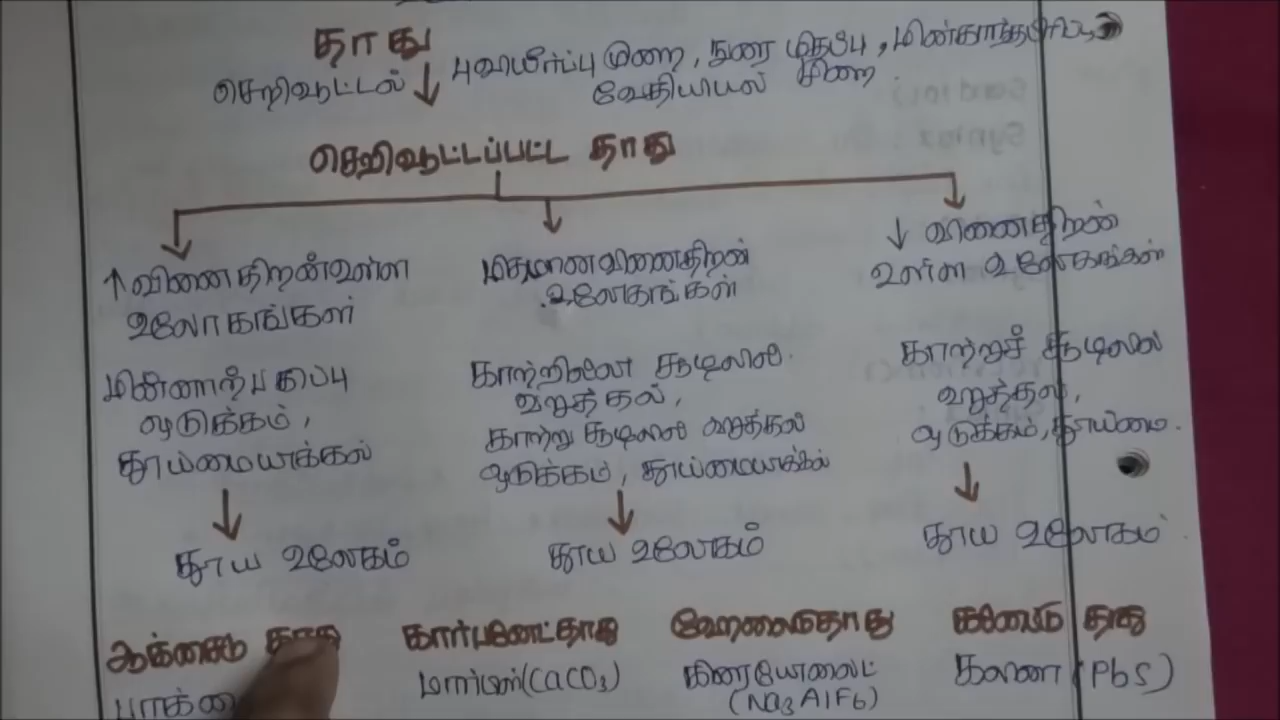 தாது
செறிவூட்டல் புவியீர்ப்பு முறை, நுரை மிதப்பு, மின்காந்தப்பிரிப்பு
வேதியியல் முறை
செறிவூட்டப்பட்ட தாது
↑ வினைதிறன் உள்ள
உலோகங்கள்
மிதமான வினைதிறன்
உலோகங்கள்
↓ வினைதிறன்
உள்ள உலோகங்கள்
மின்னாற்பகுப்பு
ஒடுக்கம்,
தூய்மையாக்கல்
காற்றில்லா சூடிலை
வறுத்தல்,
காற்று சூடிலை வறுத்தல்
ஒடுக்கம், தூய்மையாக்கல்
காற்றுச் சூடிலை
வறுத்தல்,
ஒடுக்கம், தூய்மை.
தூய உலோகம்
தூய உலோகம்
தூய உலோகம்
ஆக்சைடு தாது
கார்பனேட்தாது
மார்பிள் (CaCO3)
ஹேலைடுதாது
கிரையோலைட்
(Na3AlF6)
சல்பைடு தாது
கலீனா (PbS)